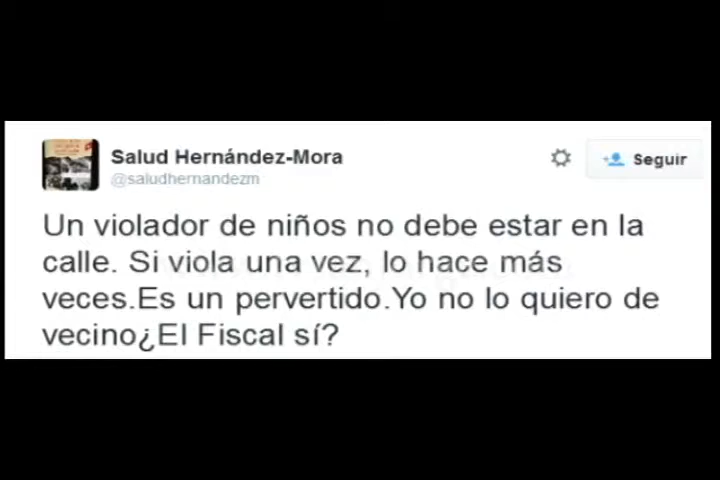 Salud Hernández-Mora
@saludhernandezm
Seguir
Un violador de niños no debe estar en la
calle. Si viola una vez, lo hace más
veces.Es un pervertido.Yo no lo quiero de
vecino¿El Fiscal sí?